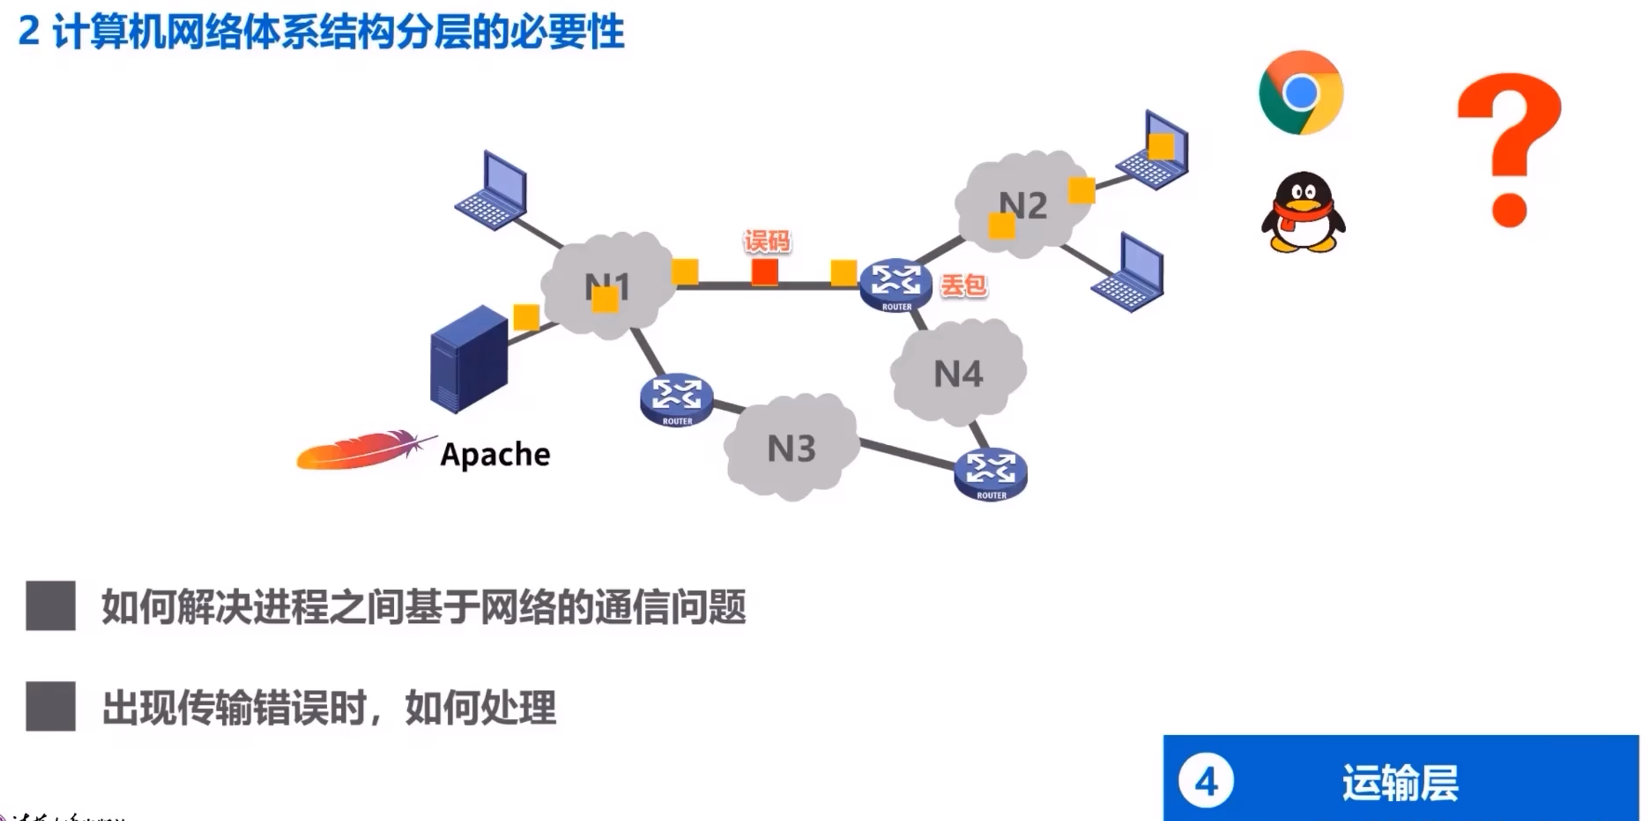 2 计算机网络体系结构分层的必要性
误码
N2
N1
丢包
ROUTER
N4
ROUTER
N3
Apache
ROUTER
如何解决进程之间基于网络的通信问题
出现传输错误时，如何处理
4 运输层